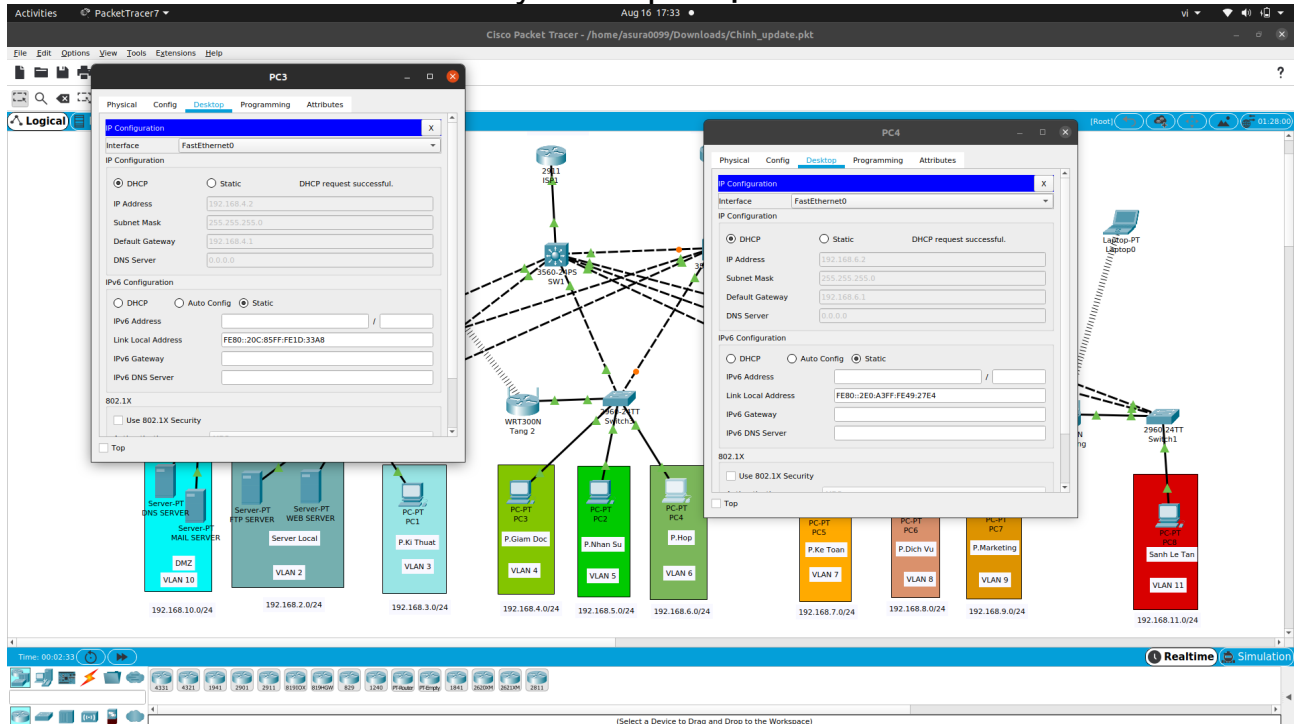 Activities
PacketTracer7
Aug 16 17:33
vi
Cisco Packet Tracer - /home/asura0099/Downloads/Chinh_update.pkt
File Edit Options View Tools Extensions Help
?
Logical
[Root]
01:28:00
PC3
Physical Config Desktop Programming Attributes
IP Configuration
X
Interface FastEthernet0
IP Configuration
DHCP Static DHCP request successful.
IP Address 192.168.4.2
Subnet Mask 255.255.255.0
Default Gateway 192.168.4.1
DNS Server 0.0.0.0
IPv6 Configuration
DHCP Auto Config Static
IPv6 Address /
Link Local Address FE80::20C:85FF:FE1D:33A8
IPv6 Gateway
IPv6 DNS Server
802.1X
Use 802.1X Security
Top
PC4
Physical Config Desktop Programming Attributes
IP Configuration
X
Interface FastEthernet0
IP Configuration
DHCP Static DHCP request successful.
IP Address 192.168.6.2
Subnet Mask 255.255.255.0
Default Gateway 192.168.6.1
DNS Server 0.0.0.0
IPv6 Configuration
DHCP Auto Config Static
IPv6 Address /
Link Local Address FE80::2E0:A3FF:FE49:27E4
IPv6 Gateway
IPv6 DNS Server
802.1X
Use 802.1X Security
Top
2911
ISP1
3560-24PS
SW1
Laptop-PT
Laptop0
WRT300N
Tang 2
2960-24TT
Switch3
2960-24TT
Switch1
Server-PT
DNS SERVER
Server-PT
MAIL SERVER
DMZ
VLAN 10
192.168.10.0/24
Server-PT
FTP SERVER
Server-PT
WEB SERVER
Server Local
VLAN 2
192.168.2.0/24
PC-PT
PC1
P.Ki Thuat
VLAN 3
192.168.3.0/24
PC-PT
PC3
P.Giam Doc
VLAN 4
192.168.4.0/24
PC-PT
PC2
P.Nhan Su
VLAN 5
192.168.5.0/24
PC-PT
PC4
P.Hop
VLAN 6
192.168.6.0/24
PC-PT
PC5
P.Ke Toan
VLAN 7
192.168.7.0/24
PC-PT
PC6
P.Dich Vu
VLAN 8
192.168.8.0/24
PC-PT
PC7
P.Marketing
VLAN 9
192.168.9.0/24
PC-PT
Sanh Le Tan
VLAN 11
192.168.11.0/24
Time: 00:02:33
Realtime
Simulation
4331 4321 1941 2901 2911 819IOX 819HGW 829 1240 PT-Router PT-Empty 1841 2620XM 2621XM 2811
(Select a Device to Drag and Drop to the Workspace)